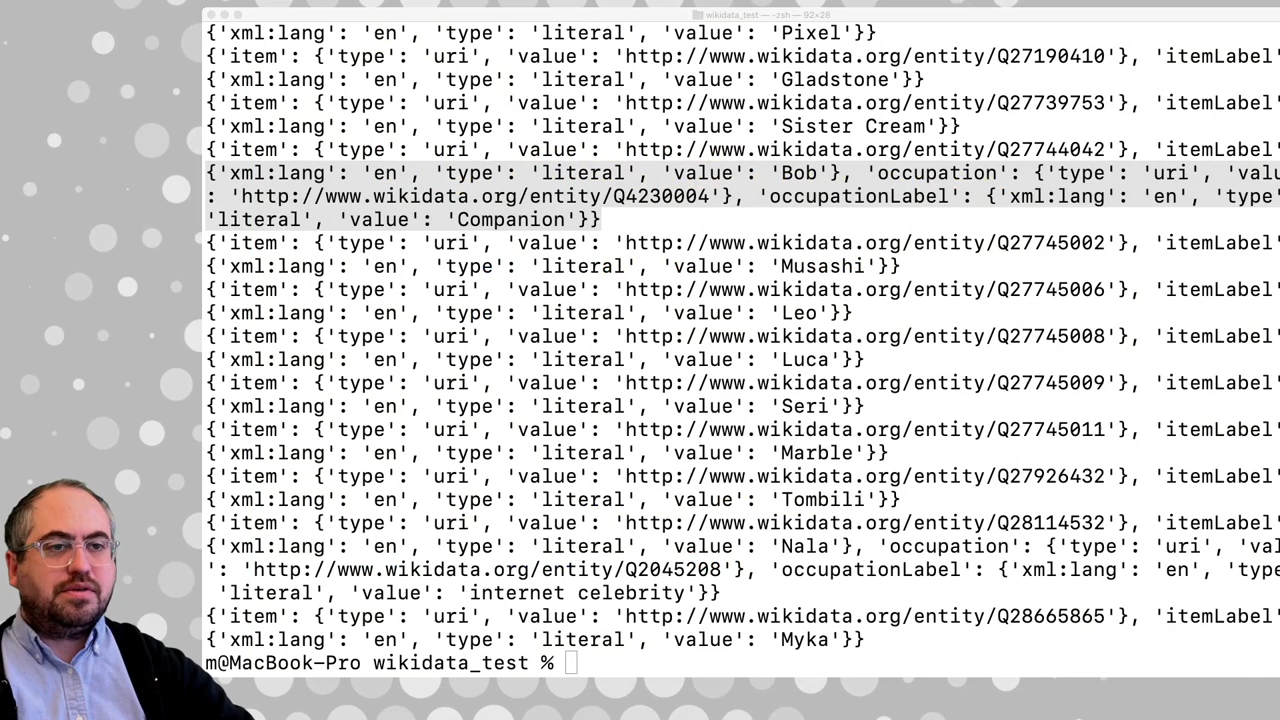 wikidata_test — -zsh — 92×28
{'xml:lang': 'en', 'type': 'literal', 'value': 'Pixel'}}
{'item': {'type': 'uri', 'value': 'http://www.wikidata.org/entity/Q27190410'}, 'itemLabel'
{'xml:lang': 'en', 'type': 'literal', 'value': 'Gladstone'}}
{'item': {'type': 'uri', 'value': 'http://www.wikidata.org/entity/Q27739753'}, 'itemLabel'
{'xml:lang': 'en', 'type': 'literal', 'value': 'Sister Cream'}}
{'item': {'type': 'uri', 'value': 'http://www.wikidata.org/entity/Q27744042'}, 'itemLabel'
{'xml:lang': 'en', 'type': 'literal', 'value': 'Bob'}, 'occupation': {'type': 'uri', 'valu
: 'http://www.wikidata.org/entity/Q4230004'}, 'occupationLabel': {'xml:lang': 'en', 'type
'literal', 'value': 'Companion'}}
{'item': {'type': 'uri', 'value': 'http://www.wikidata.org/entity/Q27745002'}, 'itemLabel'
{'xml:lang': 'en', 'type': 'literal', 'value': 'Musashi'}}
{'item': {'type': 'uri', 'value': 'http://www.wikidata.org/entity/Q27745006'}, 'itemLabel'
{'xml:lang': 'en', 'type': 'literal', 'value': 'Leo'}}
{'item': {'type': 'uri', 'value': 'http://www.wikidata.org/entity/Q27745008'}, 'itemLabel'
{'xml:lang': 'en', 'type': 'literal', 'value': 'Luca'}}
{'item': {'type': 'uri', 'value': 'http://www.wikidata.org/entity/Q27745009'}, 'itemLabel'
{'xml:lang': 'en', 'type': 'literal', 'value': 'Seri'}}
{'item': {'type': 'uri', 'value': 'http://www.wikidata.org/entity/Q27745011'}, 'itemLabel'
{'xml:lang': 'en', 'type': 'literal', 'value': 'Marble'}}
{'item': {'type': 'uri', 'value': 'http://www.wikidata.org/entity/Q27926432'}, 'itemLabel'
{'xml:lang': 'en', 'type': 'literal', 'value': 'Tombili'}}
{'item': {'type': 'uri', 'value': 'http://www.wikidata.org/entity/Q28114532'}, 'itemLabel'
{'xml:lang': 'en', 'type': 'literal', 'value': 'Nala'}, 'occupation': {'type': 'uri', 'val
': 'http://www.wikidata.org/entity/Q2045208'}, 'occupationLabel': {'xml:lang': 'en', 'type
'literal', 'value': 'internet celebrity'}}
{'item': {'type': 'uri', 'value': 'http://www.wikidata.org/entity/Q28665865'}, 'itemLabel'
{'xml:lang': 'en', 'type': 'literal', 'value': 'Myka'}}
m@MacBook-Pro wikidata_test %